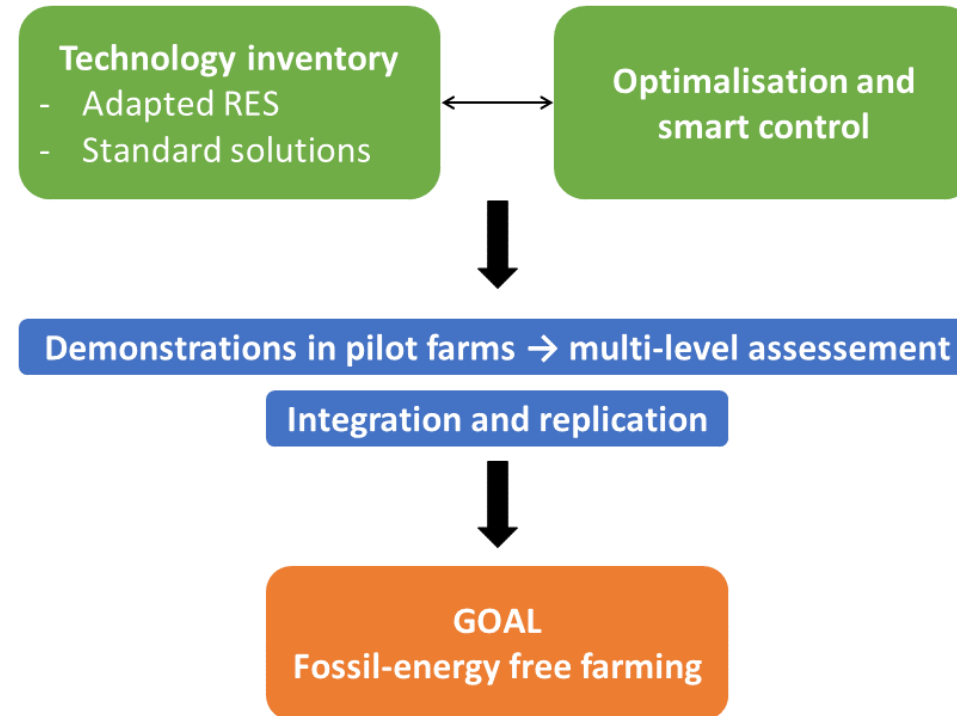 Technology inventory
- Adapted RES
- Standard solutions
Optimalisation and
smart control
Demonstrations in pilot farms → multi-level assessement
Integration and replication
GOAL
Fossil-energy free farming